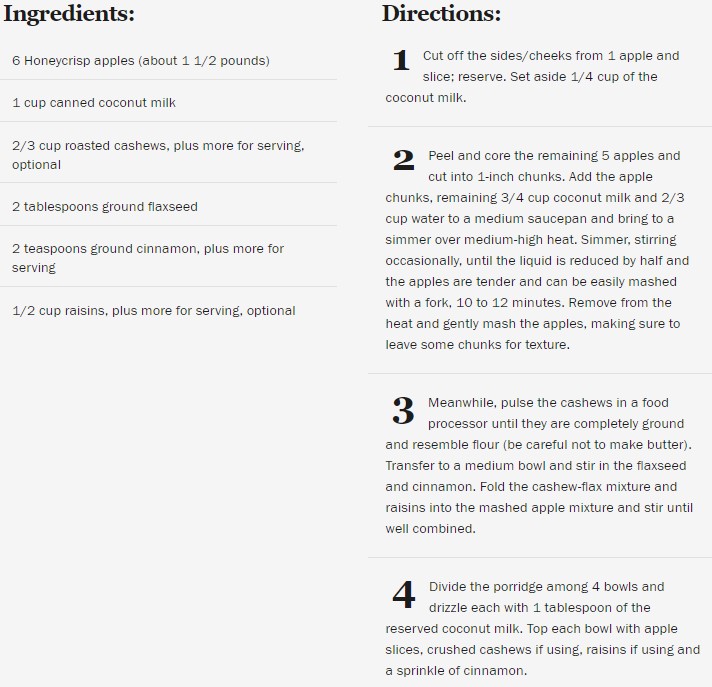 Ingredients:
6 Honeycrisp apples (about 1 1/2 pounds)
1 cup canned coconut milk
2/3 cup roasted cashews, plus more for serving,
optional
2 tablespoons ground flaxseed
2 teaspoons ground cinnamon, plus more for
serving
1/2 cup raisins, plus more for serving, optional
Directions:
1 Cut off the sides/cheeks from 1 apple and
slice; reserve. Set aside 1/4 cup of the
coconut milk.
2 Peel and core the remaining 5 apples and
cut into 1-inch chunks. Add the apple
chunks, remaining 3/4 cup coconut milk and 2/3
cup water to a medium saucepan and bring to a
simmer over medium-high heat. Simmer, stirring
occasionally, until the liquid is reduced by half and
the apples are tender and can be easily mashed
with a fork, 10 to 12 minutes. Remove from the
heat and gently mash the apples, making sure to
leave some chunks for texture.
3 Meanwhile, pulse the cashews in a food
processor until they are completely ground
and resemble flour (be careful not to make butter).
Transfer to a medium bowl and stir in the flaxseed
and cinnamon. Fold the cashew-flax mixture and
raisins into the mashed apple mixture and stir until
well combined.
4 Divide the porridge among 4 bowls and
drizzle each with 1 tablespoon of the
reserved coconut milk. Top each bowl with apple
slices, crushed cashews if using, raisins if using and
a sprinkle of cinnamon.